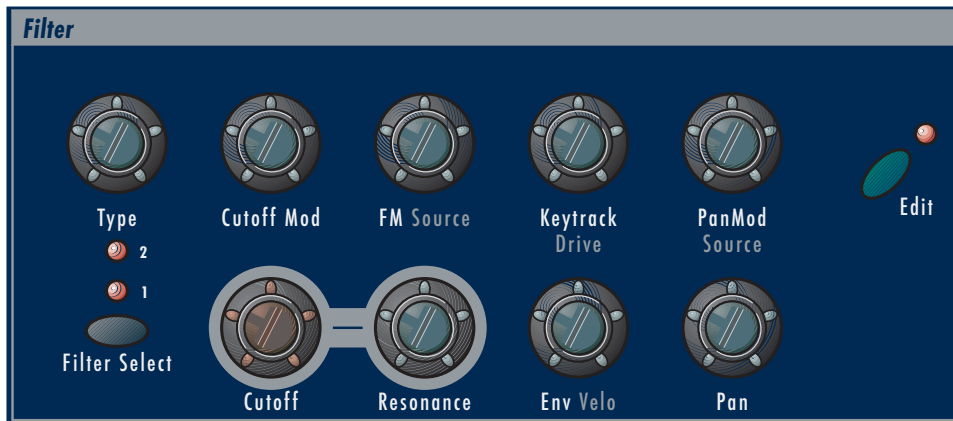 Filter
Type
Cutoff Mod
FM Source
Keytrack
Drive
PanMod
Source
Edit
2
1
Filter Select
Cutoff
Resonance
Env Velo
Pan